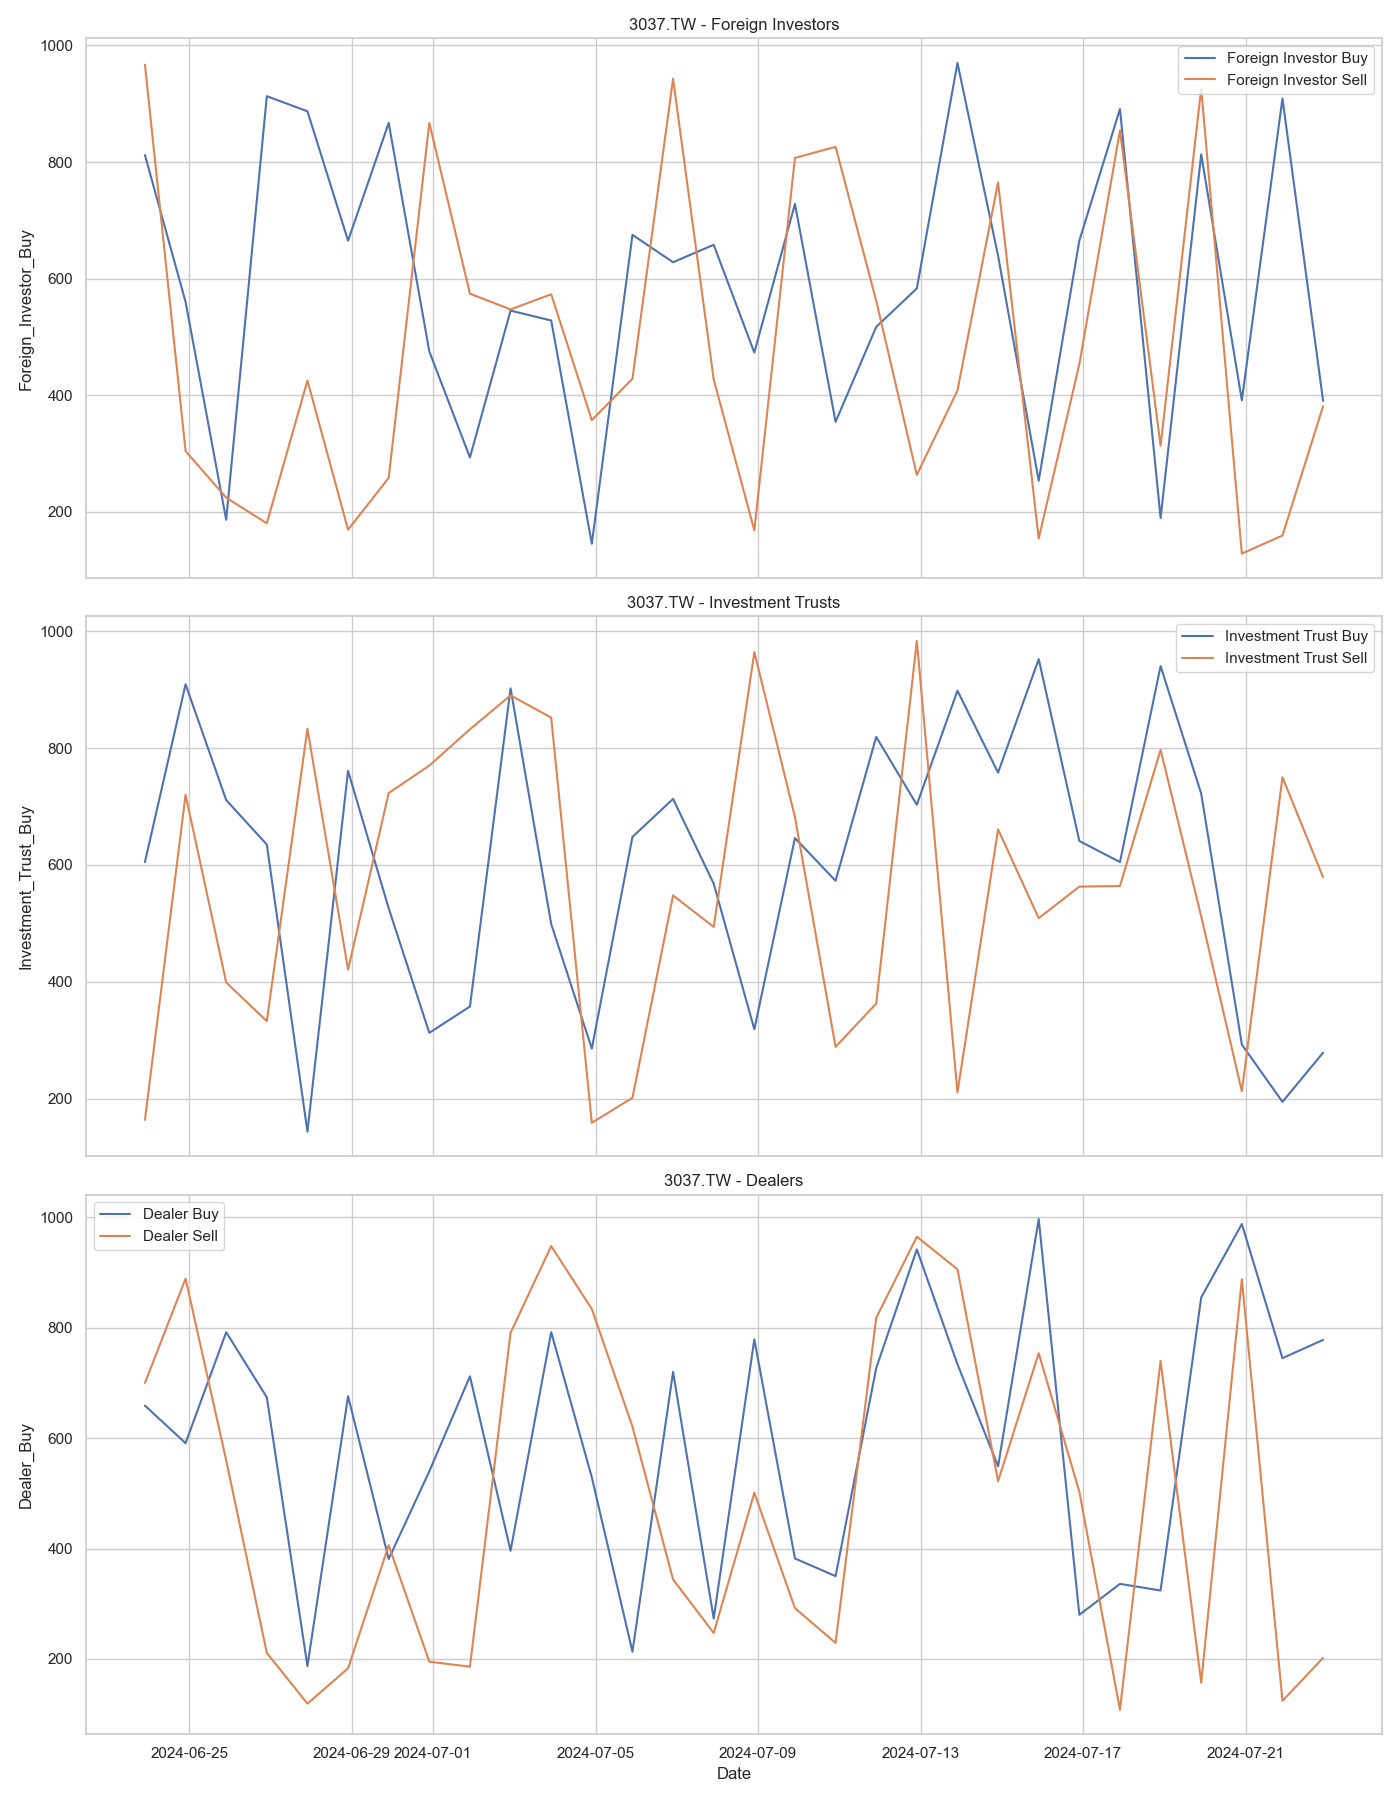 3037.TW - Foreign Investors
Foreign Investor Buy
Foreign Investor Sell
Foreign_Investor_Buy
1000
800
600
400
200
3037.TW - Investment Trusts
Investment Trust Buy
Investment Trust Sell
Investment_Trust_Buy
1000
800
600
400
200
3037.TW - Dealers
Dealer Buy
Dealer Sell
Dealer_Buy
1000
800
600
400
200
2024-06-25 2024-06-29 2024-07-01 2024-07-05 2024-07-09 2024-07-13 2024-07-17 2024-07-21
Date